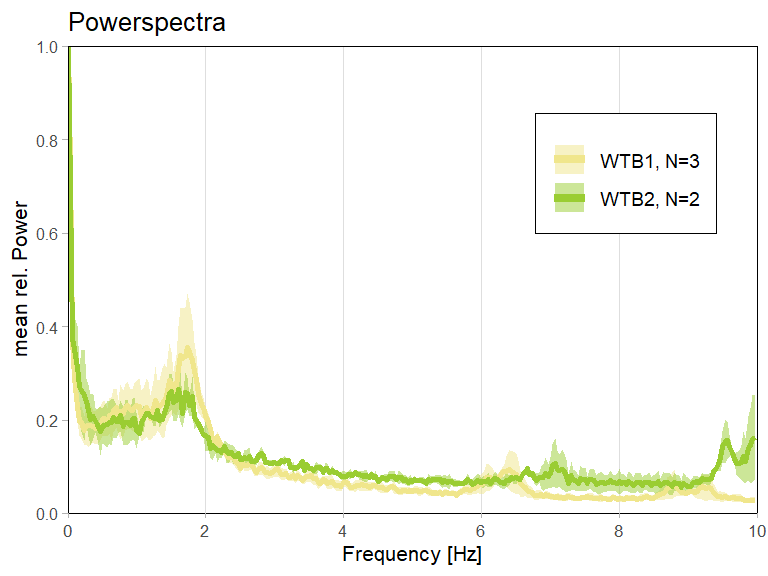 Powerspectra
1.0
0.8
0.6
0.4
0.2
0.0
mean rel. Power
WTB1, N=3
WTB2, N=2
0 2 4 6 8 10
Frequency [Hz]